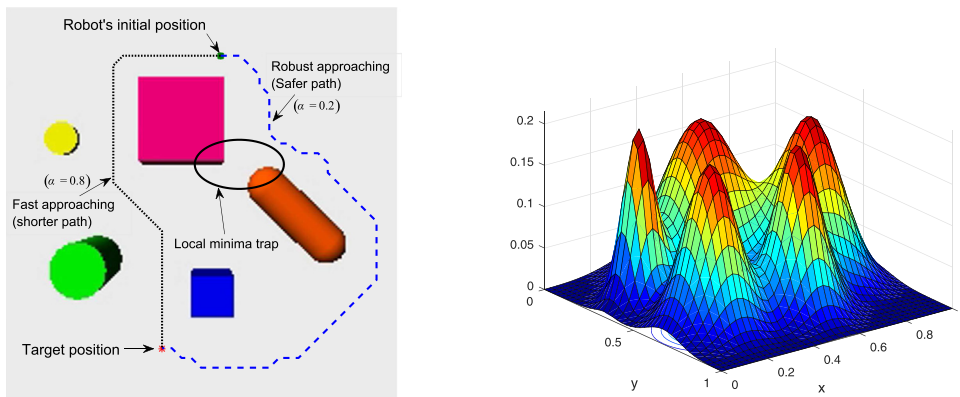 Robot's initial position
Robust approaching
(Safer path)
(α = 0.2)
(α = 0.8)
Fast approaching
(shorter path)
Local minima trap
Target position
0.2
0.15
0.1
0.05
0
0
0.5
1
y
0
0.2
0.4
0.6
0.8
x